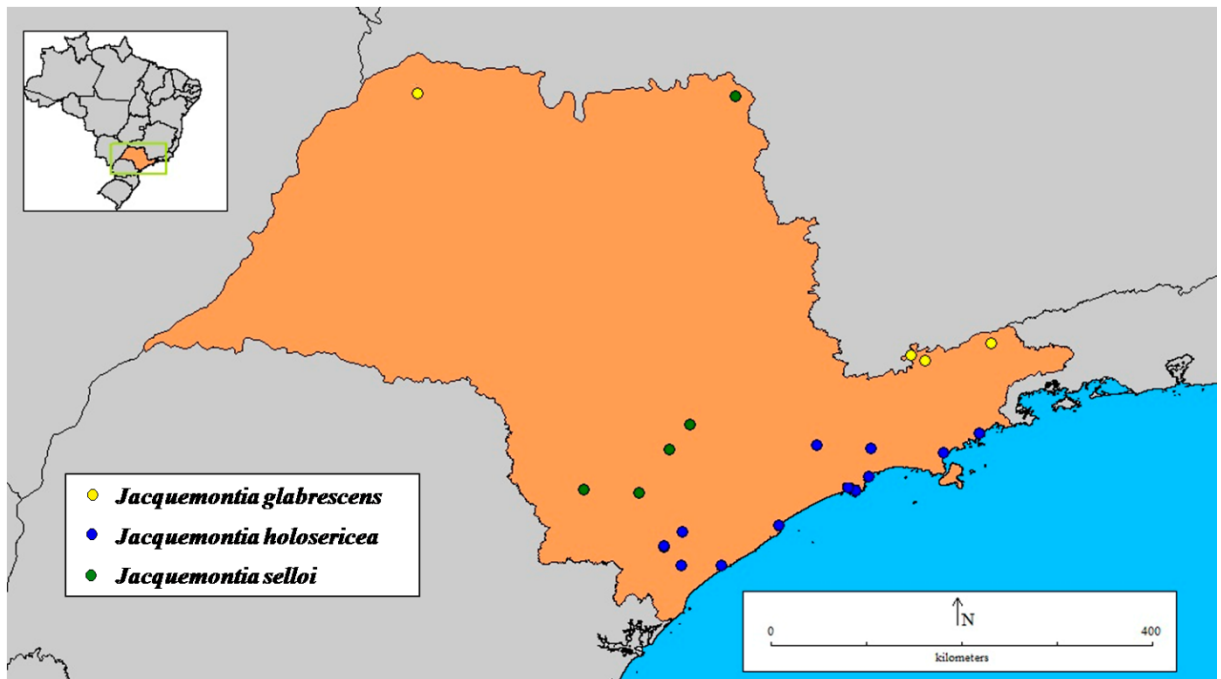 Jacquemontia glabrescens
Jacquemontia holosericea
Jacquemontia selloi
N
0 400
kilometers